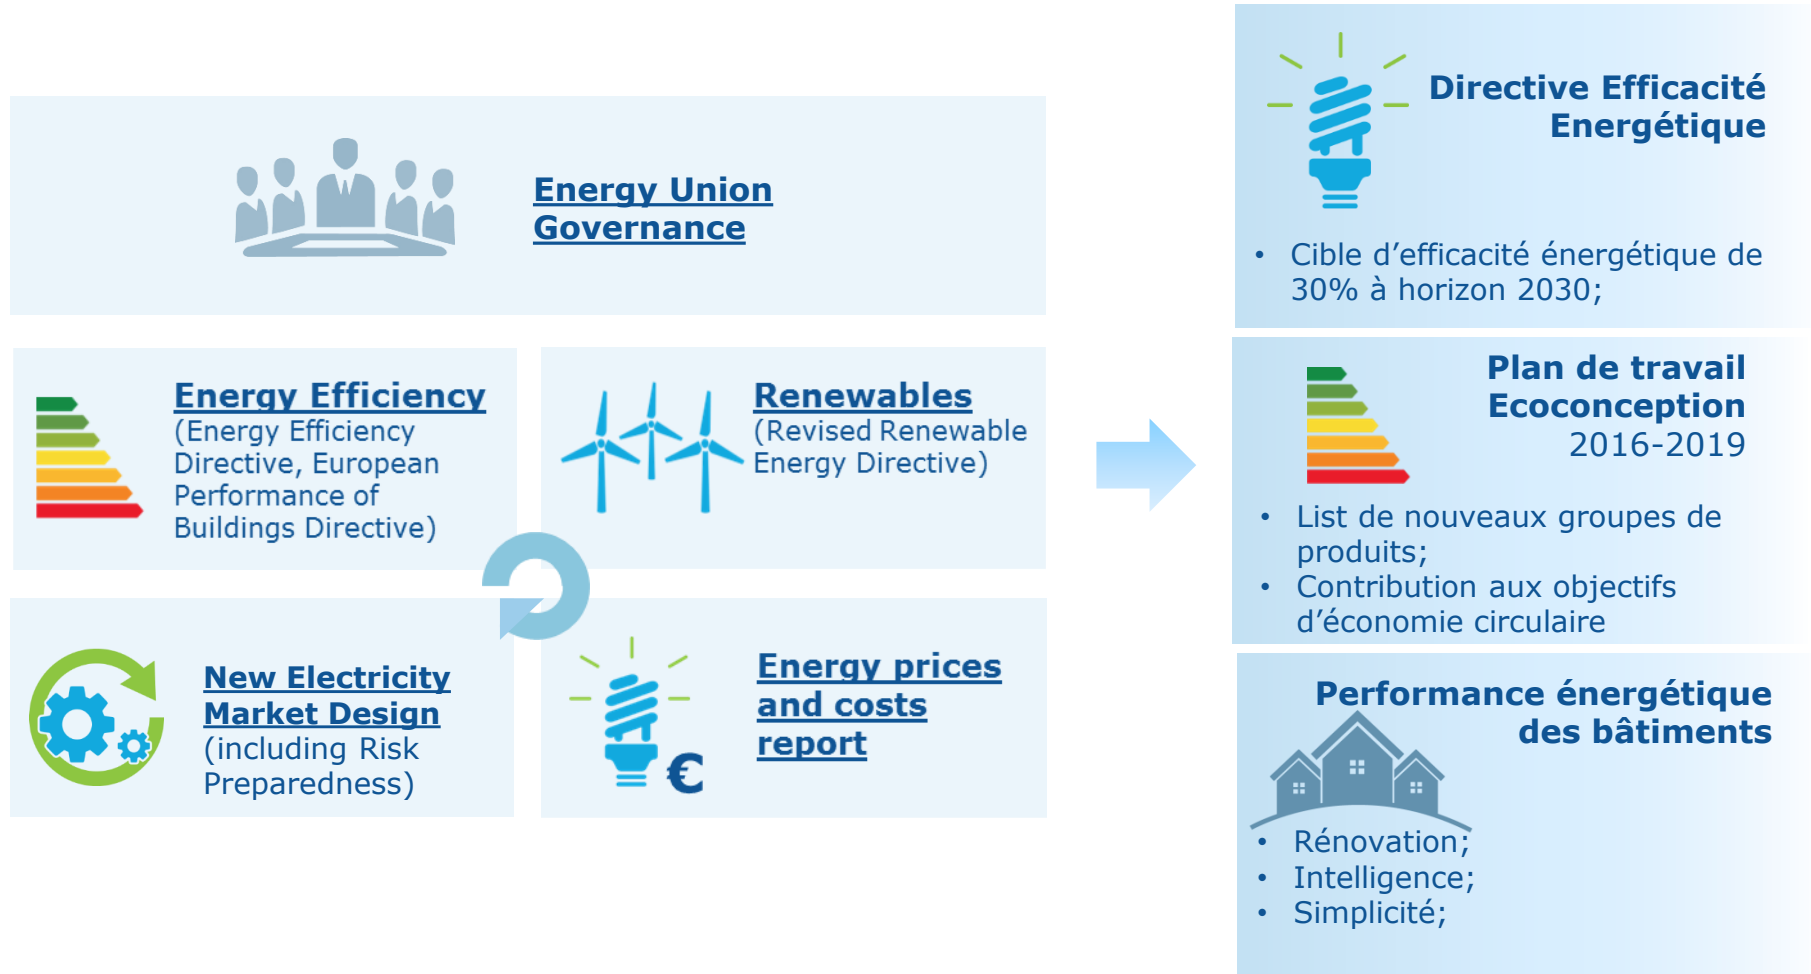 Energy Union
Governance
Energy Efficiency
(Energy Efficiency
Directive, European
Performance of
Buildings Directive)
Renewables
(Revised Renewable
Energy Directive)
New Electricity
Market Design
(including Risk
Preparedness)
€
Energy prices
and costs
report
Directive Efficacité
Energétique
• Cible d’efficacité énergétique de
30% à horizon 2030;
Plan de travail
Ecoconception
2016-2019
• List de nouveaux groupes de
produits;
• Contribution aux objectifs
d’économie circulaire
Performance énergétique
des bâtiments
• Rénovation;
• Intelligence;
• Simplicité;